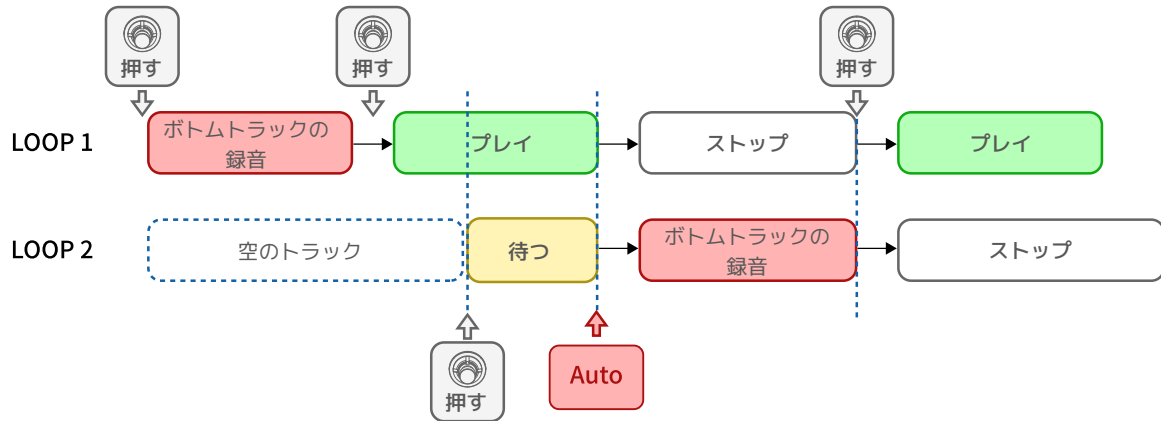 押す
押す
押す
LOOP 1
ボトムトラックの
録音
プレイ
ストップ
プレイ
LOOP 2
空のトラック
待つ
ボトムトラックの
録音
ストップ
押す
Auto